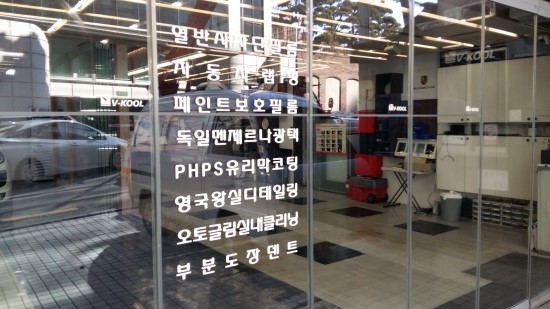 열반사차단필름
자동차랩핑
페인트보호필름
독일멘제르나광택
PHPS유리막코팅
영국왕실디테일링
오토글림실내클리닝
부분도장덴트
V-KOOL
V-KOOL
V-KOOL